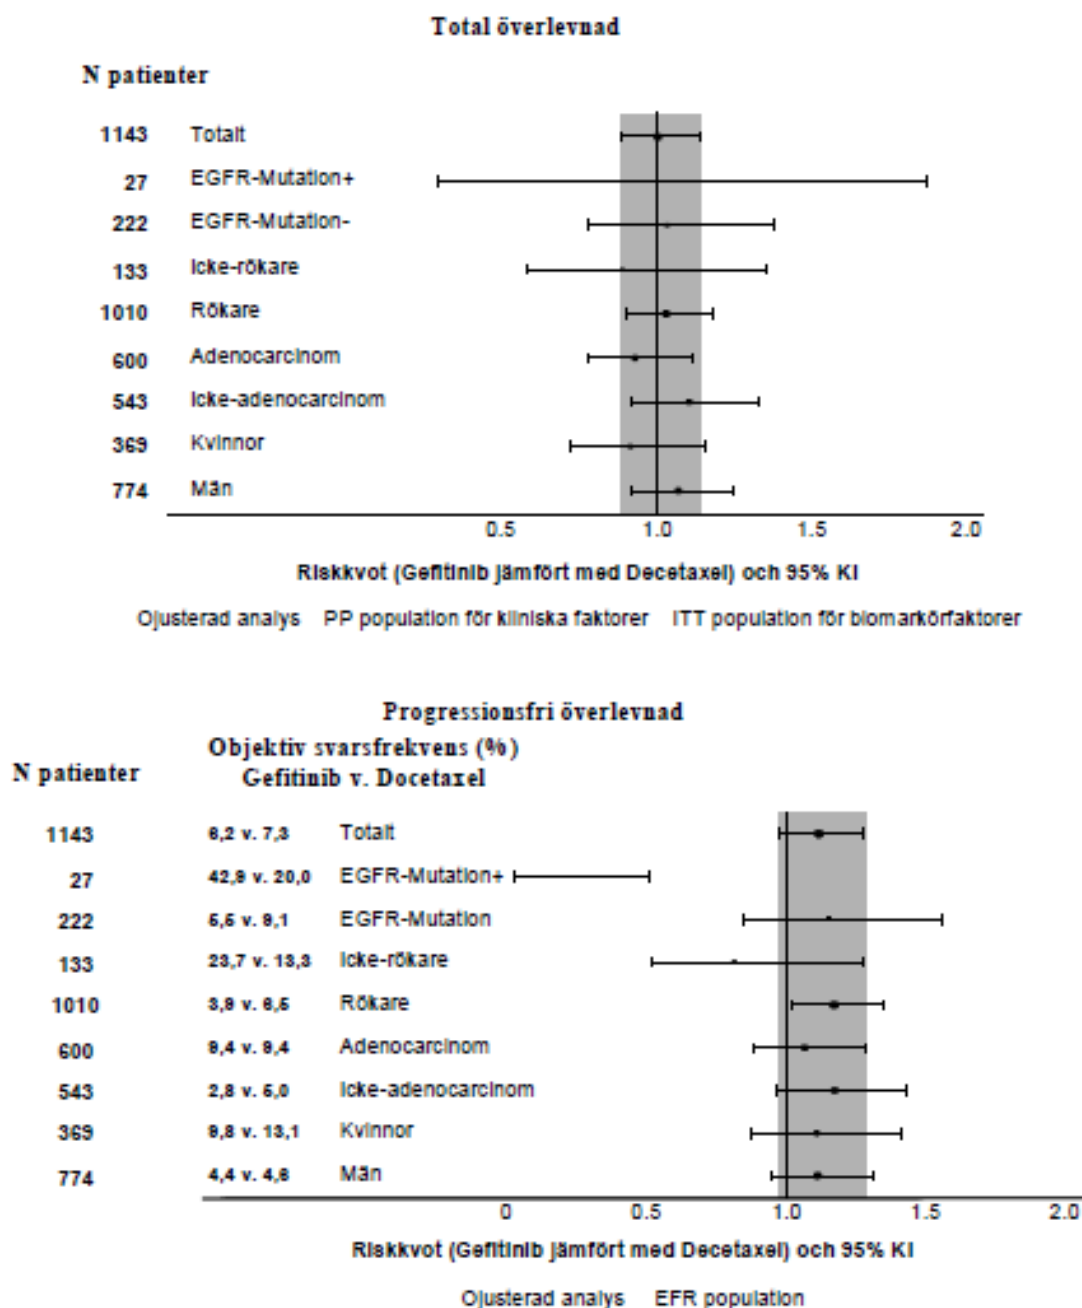 Total överlevnad
N patienter
1143 Totalt
27 EGFR-Mutation+
222 EGFR-Mutation-
133 Icke-rökare
1010 Rökare
600 Adenocarcinom
543 Icke-adenocarcinom
369 Kvinnor
774 Män
0.5 1.0 1.5 2.0
Riskkvot (Gefitinib jämfört med Decetaxel) och 95% KI
Ojusterad analys PP population för kliniska faktorer ITT population för biomarkörfaktorer
Progressionsfri överlevnad
Objektiv svarsfrekvens (%)
N patienter Gefitinib v. Docetaxel
1143 6,2 v. 7,3 Totalt
27 42,9 v. 20,0 EGFR-Mutation+
222 5,5 v. 9,1 EGFR-Mutation
133 23,7 v. 13,3 Icke-rökare
1010 3,9 v. 6,5 Rökare
600 9,4 v. 9,4 Adenocarcinom
543 2,8 v. 5,0 Icke-adenocarcinom
369 9,8 v. 13,1 Kvinnor
774 4,4 v. 4,6 Män
0 0.5 1.0 1.5 2.0
Riskkvot (Gefitinib jämfört med Decetaxel) och 95% KI
Ojusterad analys EFR population